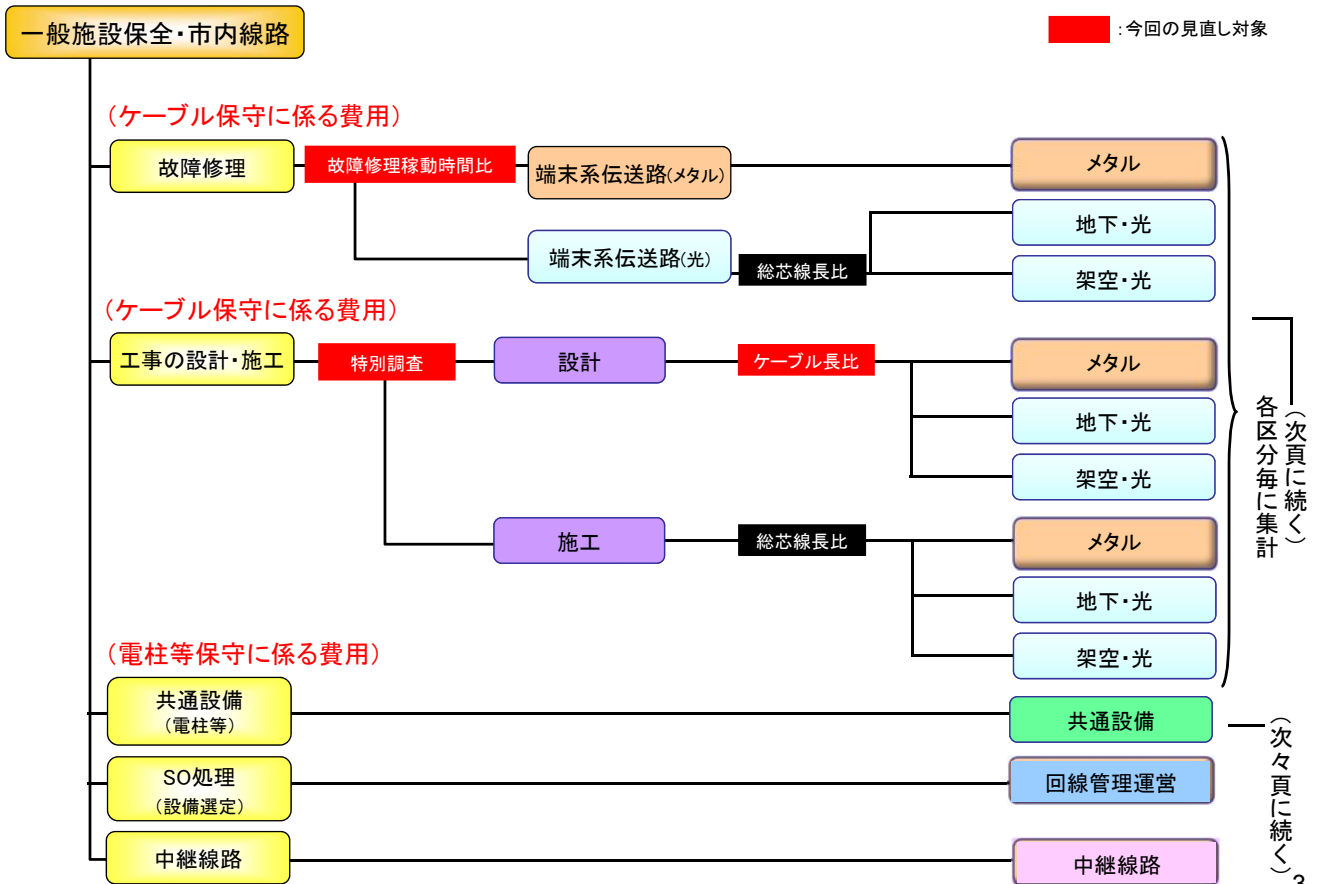 一般施設保全・市内線路
:今回の見直し対象
(ケーブル保守に係る費用)
故障修理
故障修理稼動時間比
端末系伝送路(メタル)
メタル
地下・光
端末系伝送路(光)
総芯線長比
架空・光
(ケーブル保守に係る費用)
工事の設計・施工
特別調査
設計
ケーブル長比
メタル
地下・光
架空・光
施工
総芯線長比
メタル
地下・光
架空・光
(次頁に続く)
各区分毎に集計
(電柱等保守に係る費用)
共通設備
(電柱等)
共通設備
SO処理
(設備選定)
回線管理運営
中継線路
中継線路
(次々頁に続く)
3